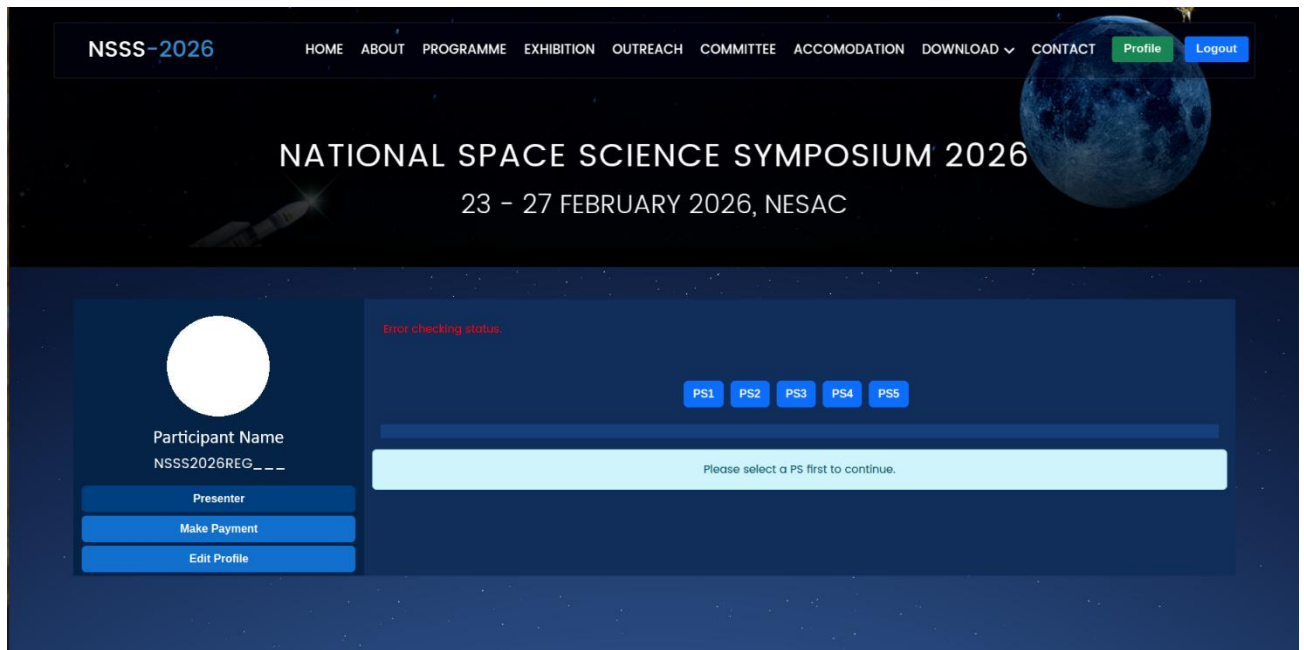 NSSS-2026 HOME ABOUT PROGRAMME EXHIBITION OUTREACH COMMITTEE ACCOMODATION DOWNLOAD CONTACT Profile Logout
NATIONAL SPACE SCIENCE SYMPOSIUM 2026
23 - 27 FEBRUARY 2026, NESAC
Participant Name
NSSS2026REG___
Presenter
Make Payment
Edit Profile
Error checking status.
PS1 PS2 PS3 PS4 PS5
Please select a PS first to continue.